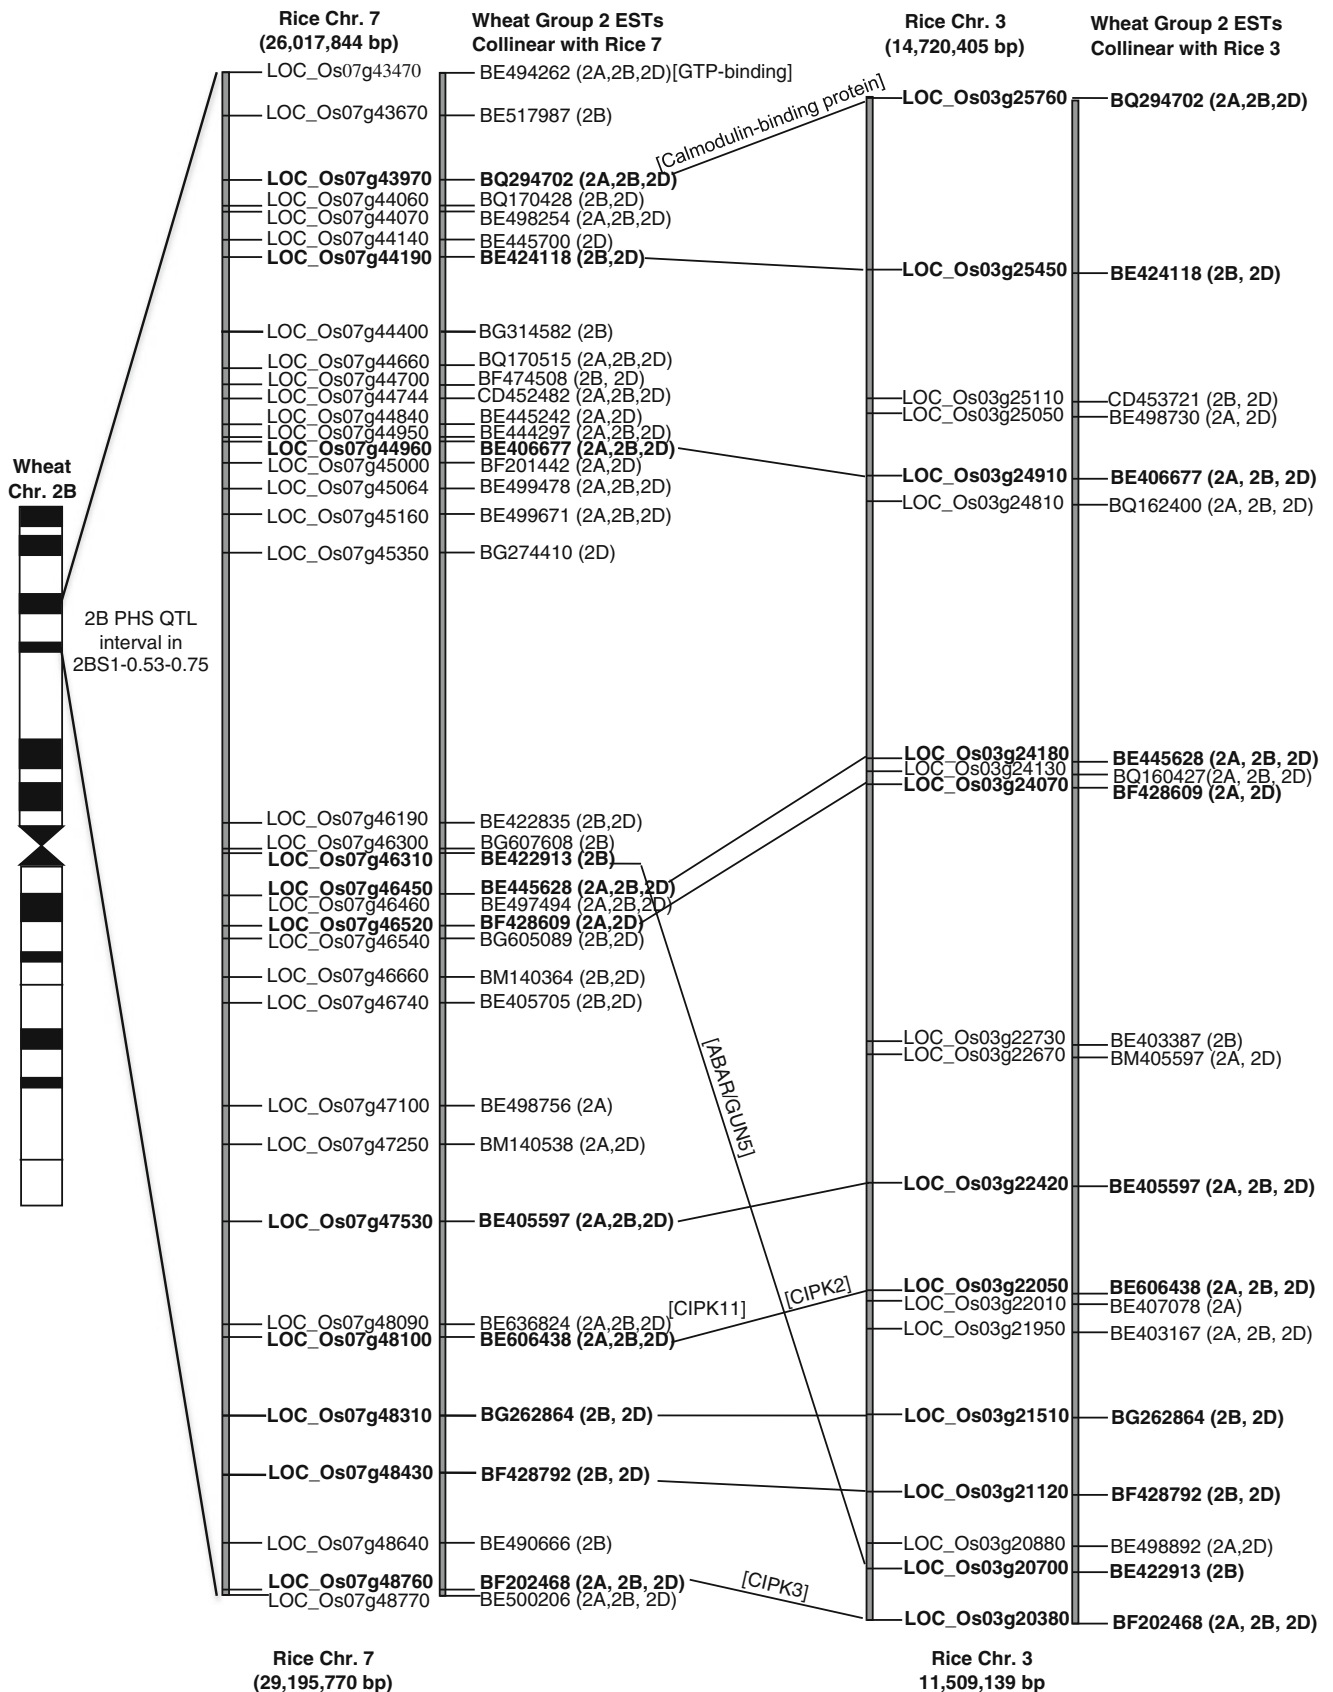 Rice Chr. 7
(26,017,844 bp)
Wheat Group 2 ESTs
Collinear with Rice 7
Rice Chr. 3
(14,720,405 bp)
Wheat Group 2 ESTs
Collinear with Rice 3
Wheat
Chr. 2B
2B PHS QTL
interval in
2BS1-0.53-0.75
LOC_Os07g43470
LOC_Os07g43670
LOC_Os07g43970
LOC_Os07g44060
LOC_Os07g44070
LOC_Os07g44140
LOC_Os07g44190
LOC_Os07g44400
LOC_Os07g44660
LOC_Os07g44700
LOC_Os07g44744
LOC_Os07g44840
LOC_Os07g44950
LOC_Os07g44960
LOC_Os07g45000
LOC_Os07g45064
LOC_Os07g45160
LOC_Os07g45350
LOC_Os07g46190
LOC_Os07g46300
LOC_Os07g46310
LOC_Os07g46450
LOC_Os07g46460
LOC_Os07g46520
LOC_Os07g46540
LOC_Os07g46660
LOC_Os07g46740
LOC_Os07g47100
LOC_Os07g47250
LOC_Os07g47530
LOC_Os07g48090
LOC_Os07g48100
LOC_Os07g48310
LOC_Os07g48430
LOC_Os07g48640
LOC_Os07g48760
LOC_Os07g48770
Rice Chr. 7
(29,195,770 bp)
BE494262 (2A,2B,2D)[GTP-binding]
BE517987 (2B)
BQ294702 (2A,2B,2D)
BQ170428 (2B,2D)
BE498254 (2A,2B,2D)
BE445700 (2D)
BE424118 (2B,2D)
BG314582 (2B)
BQ170515 (2A,2B,2D)
BF474508 (2B, 2D)
CD452482 (2A,2B,2D)
BE445242 (2A,2D)
BE444297 (2A,2B,2D)
BE406677 (2A,2B,2D)
BF201442 (2A,2D)
BE499478 (2A,2B,2D)
BE499671 (2A,2B,2D)
BG274410 (2D)
BE422835 (2B,2D)
BG607608 (2B)
BE422913 (2B)
BE445628 (2A,2B,2D)
BE497494 (2A,2B,2D)
BF428609 (2A,2D)
BG605089 (2B,2D)
BM140364 (2B,2D)
BE405705 (2B,2D)
BE498756 (2A)
BM140538 (2A,2D)
BE405597 (2A,2B,2D)
BE636824 (2A,2B,2D)
BE606438 (2A,2B,2D)
BG262864 (2B, 2D)
BF428792 (2B, 2D)
BE490666 (2B)
BF202468 (2A, 2B, 2D)
BE500206 (2A,2B, 2D)
[Calmodulin-binding protein]
[ABAR/GUN5]
[CIPK11]
[CIPK2]
[CIPK3]
LOC_Os03g25760
LOC_Os03g25450
LOC_Os03g25110
LOC_Os03g25050
LOC_Os03g24910
LOC_Os03g24810
LOC_Os03g24180
LOC_Os03g24130
LOC_Os03g24070
LOC_Os03g22730
LOC_Os03g22670
LOC_Os03g22420
LOC_Os03g22050
LOC_Os03g22010
LOC_Os03g21950
LOC_Os03g21510
LOC_Os03g21120
LOC_Os03g20880
LOC_Os03g20700
LOC_Os03g20380
Rice Chr. 3
11,509,139 bp
BQ294702 (2A,2B,2D)
BE424118 (2B, 2D)
CD453721 (2B, 2D)
BE498730 (2A, 2D)
BE406677 (2A, 2B, 2D)
BQ162400 (2A, 2B, 2D)
BE445628 (2A, 2B, 2D)
BQ160427(2A, 2B, 2D)
BF428609 (2A, 2D)
BE403387 (2B)
BM405597 (2A, 2D)
BE405597 (2A, 2B, 2D)
BE606438 (2A, 2B, 2D)
BE407078 (2A)
BE403167 (2A, 2B, 2D)
BG262864 (2B, 2D)
BF428792 (2B, 2D)
BE498892 (2A,2D)
BE422913 (2B)
BF202468 (2A, 2B, 2D)